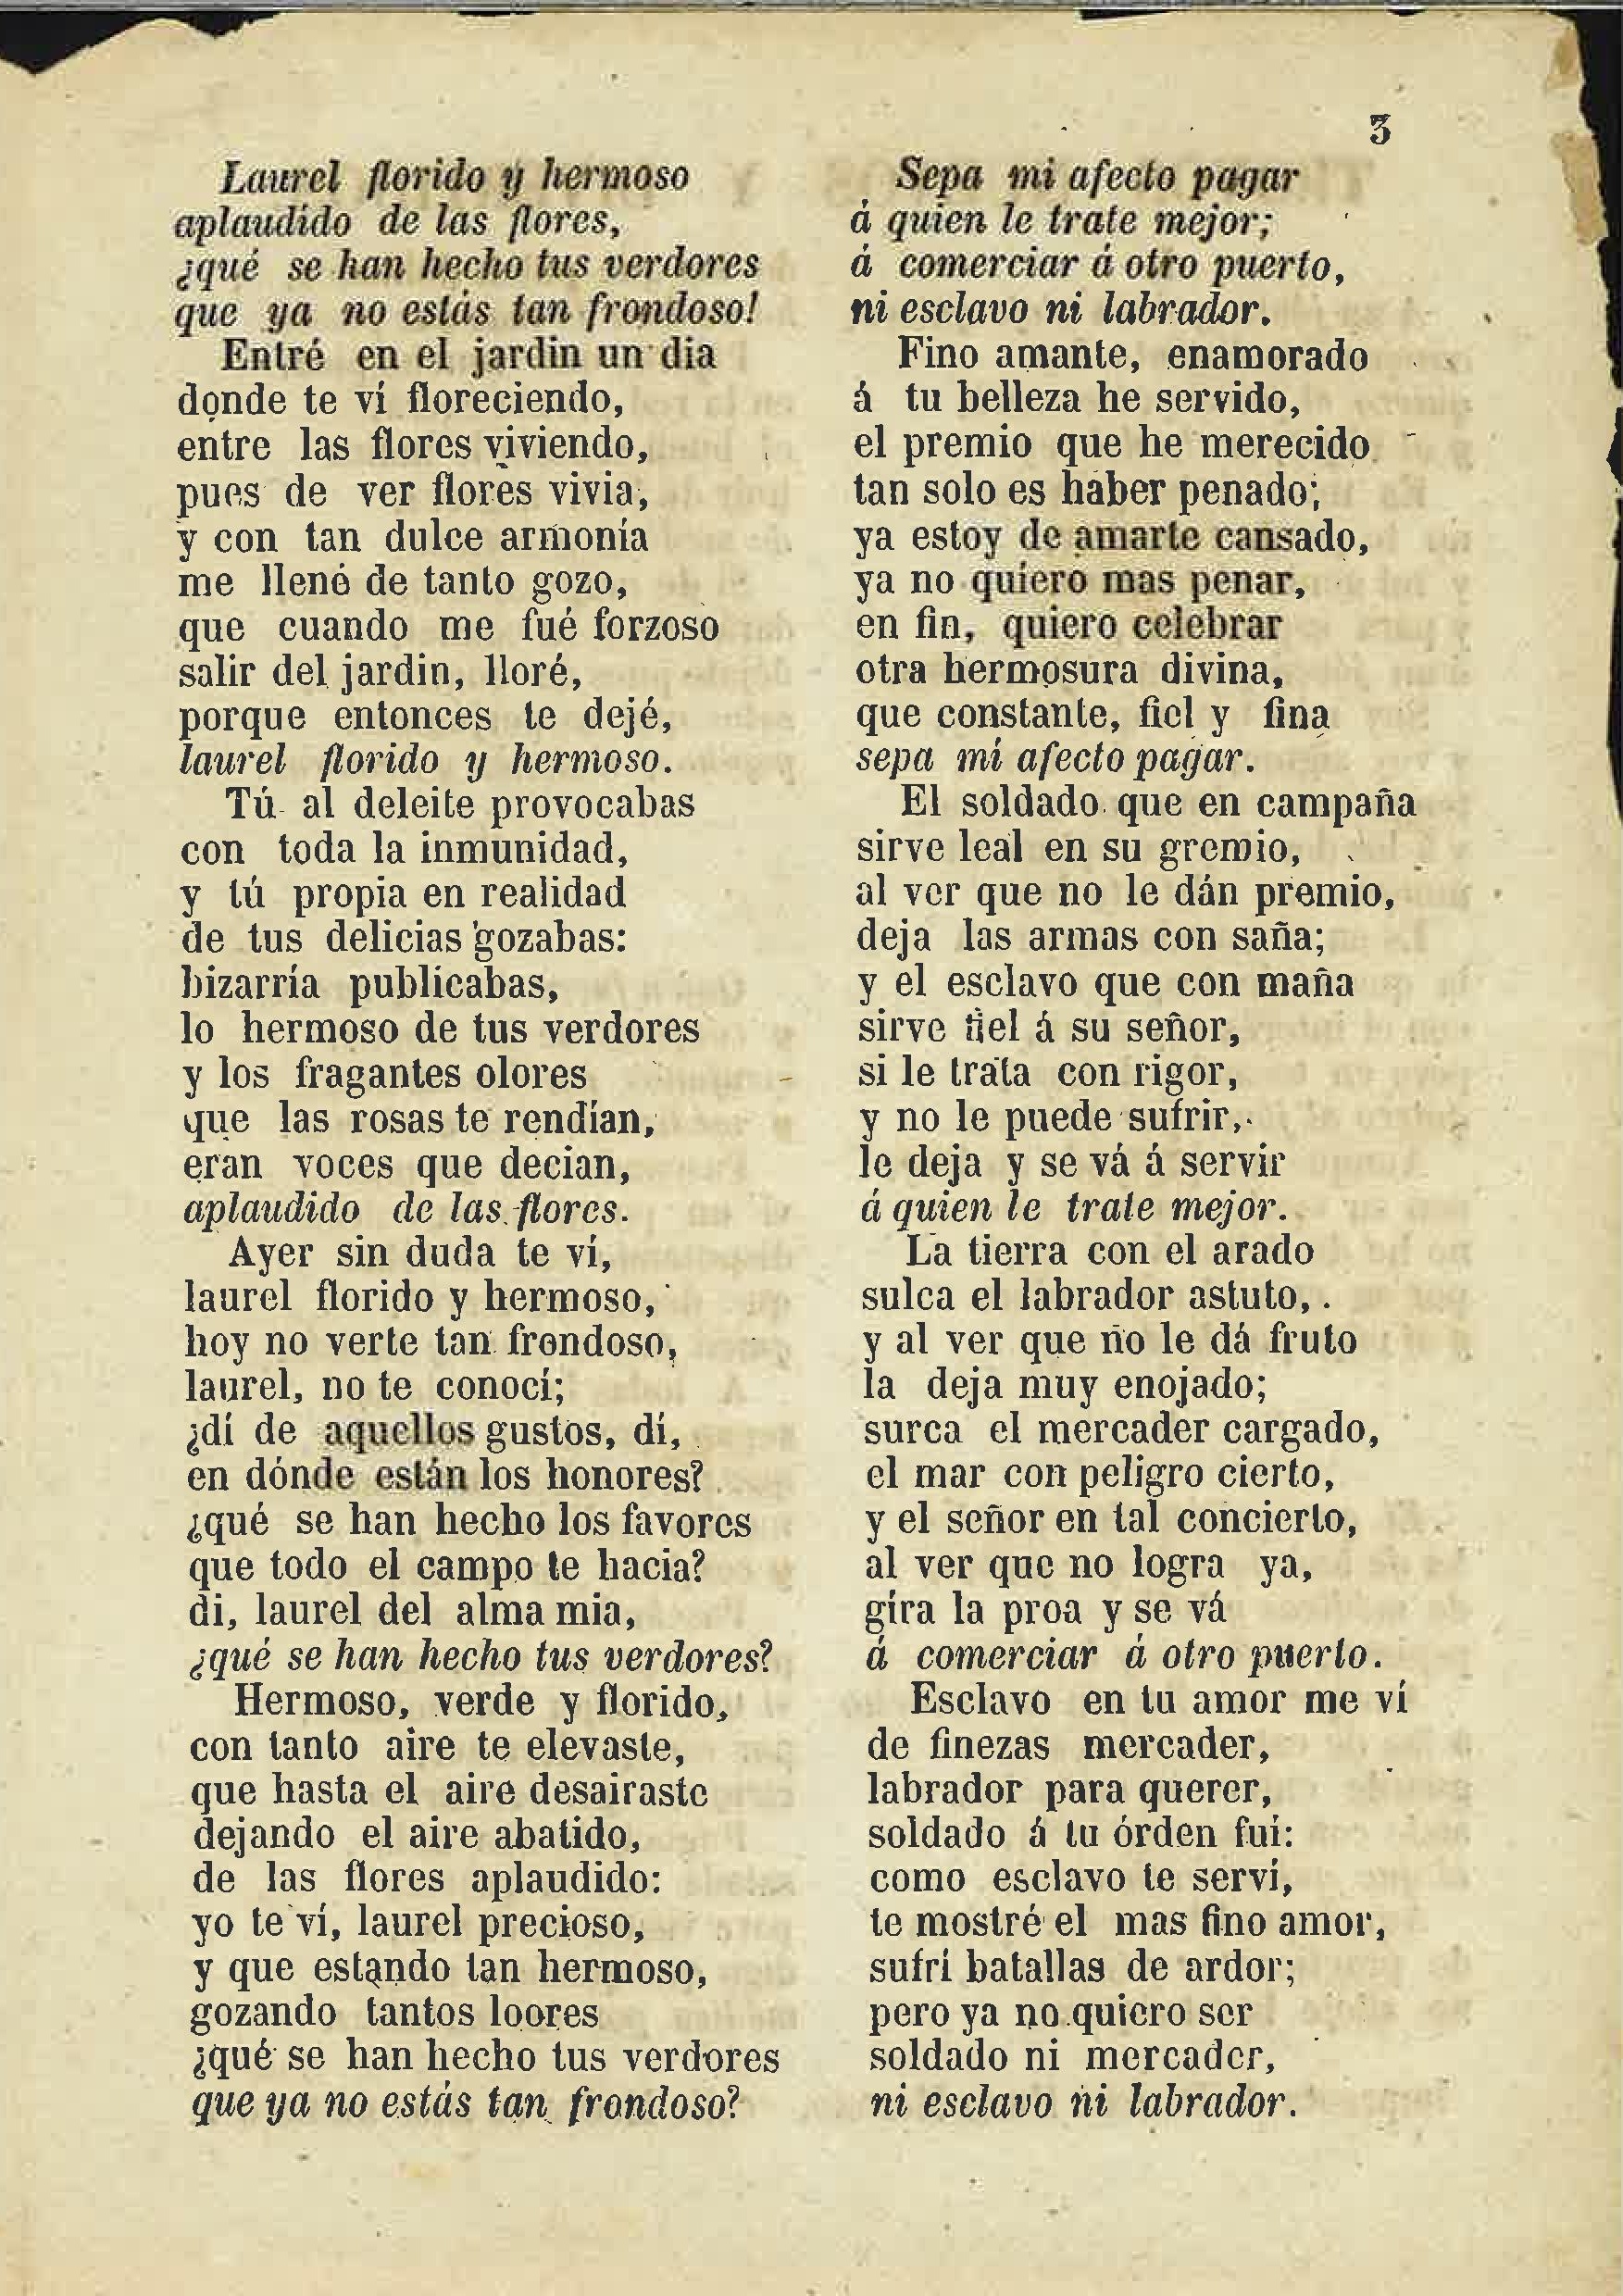 3
Laurel florido y hermoso
aplaudido de las flores,
¿qué se han hecho tus verdores
que ya no estás tan frondoso!
Entré en el jardin un dia
donde te ví floreciendo,
entre las flores viviendo,
pues de ver flores vivia,
y con tan dulce armonía
me llenó de tanto gozo,
que cuando me fué forzoso
salir del jardin, lloré,
porque entonces te dejé,
laurel florido y hermoso.
Tú al deleite provocabas
con toda la inmunidad,
y tú propia en realidad
de tus delicias gozabas:
bizarría publicabas,
lo hermoso de tus verdores
y los fragantes olores
que las rosas te rendían,
eran voces que decian,
aplaudido de las flores.
Ayer sin duda te ví,
laurel florido y hermoso,
hoy no verte tan frondoso,
laurel, no te conocí;
¿dí de aquellos gustos, dí,
en dónde están los honores?
¿qué se han hecho los favores
que todo el campo te hacia?
di, laurel del alma mia,
¿qué se han hecho tus verdores?
Hermoso, verde y florido,
con tanto aire te elevaste,
que hasta el aire desairaste
dejando el aire abatido,
de las flores aplaudido:
yo te ví, laurel precioso,
y que estando tan hermoso,
gozando tantos loores
¿qué se han hecho tus verdores
que ya no estás tan frondoso?
Sepa mi afecto pagar
á quien le trate mejor;
á comerciar á otro puerto,
ni esclavo ni labrador.
Fino amante, enamorado
á tu belleza he servido,
el premio que he merecido
tan solo es haber penado;
ya estoy de amarte cansado,
ya no quiero mas penar,
en fin, quiero celebrar
otra hermosura divina,
que constante, fiel y fina
sepa mi afecto pagar.
El soldado que en campaña
sirve leal en su gremio,
al ver que no le dán premio,
deja las armas con saña;
y el esclavo que con maña
sirve fiel á su señor,
si le trata con rigor,
y no le puede sufrir,
le deja y se vá á servir
á quien le trate mejor.
La tierra con el arado
sulca el labrador astuto,
y al ver que no le dá fruto
la deja muy enojado;
surca el mercader cargado,
el mar con peligro cierto,
y el señor en tal concierto,
al ver que no logra ya,
gira la proa y se vá
á comerciar á otro puerto.
Esclavo en tu amor me ví
de finezas mercader,
labrador para querer,
soldado á tu órden fui:
como esclavo te serví,
te mostré el mas fino amor,
sufrí batallas de ardor;
pero ya no quiero ser
soldado ni mercader,
ni esclavo ni labrador.